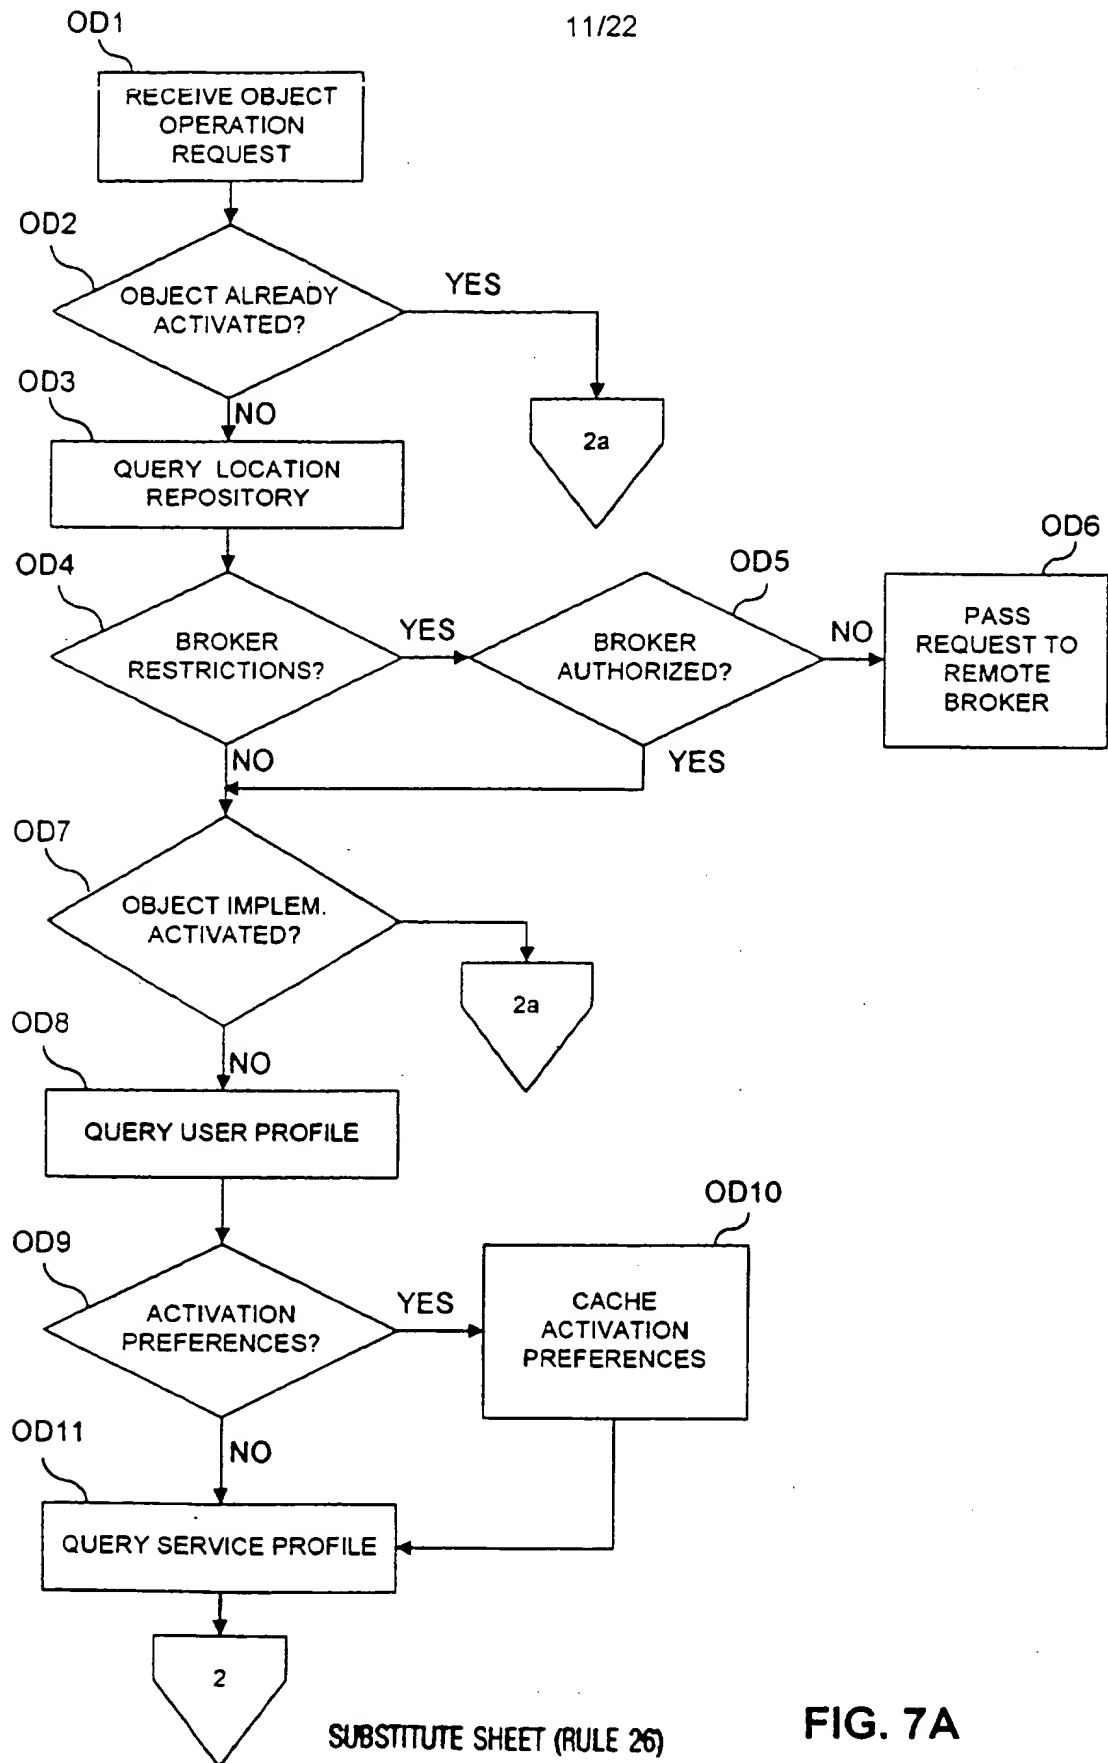 OD1
11/22
RECEIVE OBJECT
OPERATION
REQUEST
OD2
OBJECT ALREADY
ACTIVATED?
YES
OD3
NO
2a
QUERY LOCATION
REPOSITORY
OD4
OD5
OD6
BROKER
RESTRICTIONS?
YES
BROKER
AUTHORIZED?
NO
PASS
REQUEST TO
REMOTE
BROKER
NO
YES
OD7
OBJECT IMPLEM.
ACTIVATED?
2a
OD8
NO
QUERY USER PROFILE
OD10
OD9
ACTIVATION
PREFERENCES?
YES
CACHE
ACTIVATION
PREFERENCES
OD11
NO
QUERY SERVICE PROFILE
2
SUBSTITUTE SHEET (RULE 26)
FIG. 7A